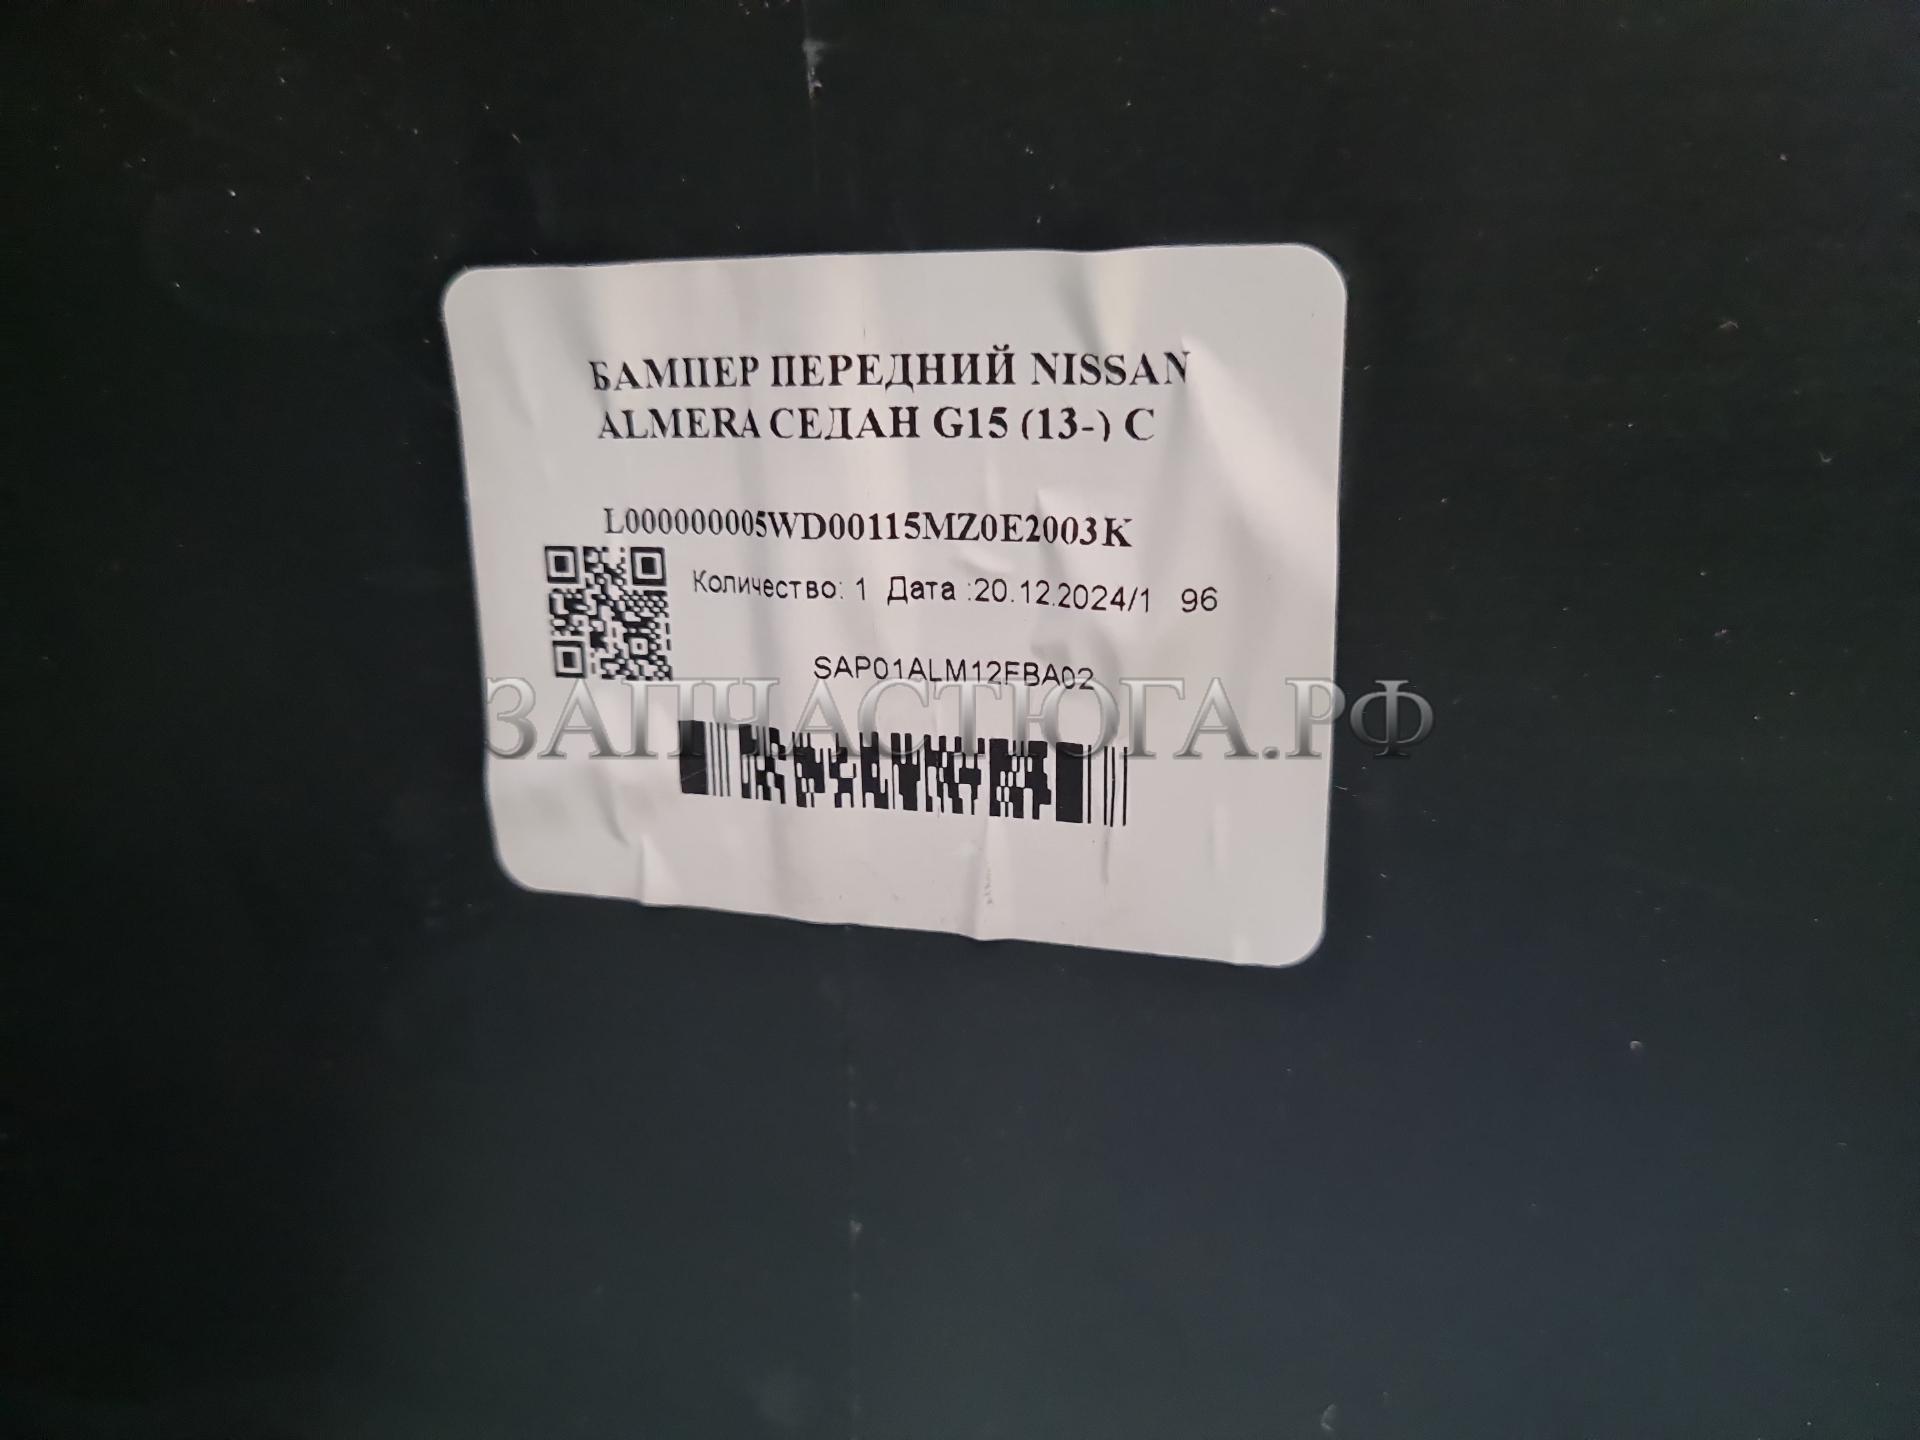 БАМПЕР ПЕРЕДНИЙ NISSAN
ALMERA СЕДАН G15 (13-) С
L000000005WD00115MZ0E2003K
Количество: 1 Дата :20.12.2024/1 96
SAP01ALM12FBA02
ЗАПЧАСТЮГА.РФ